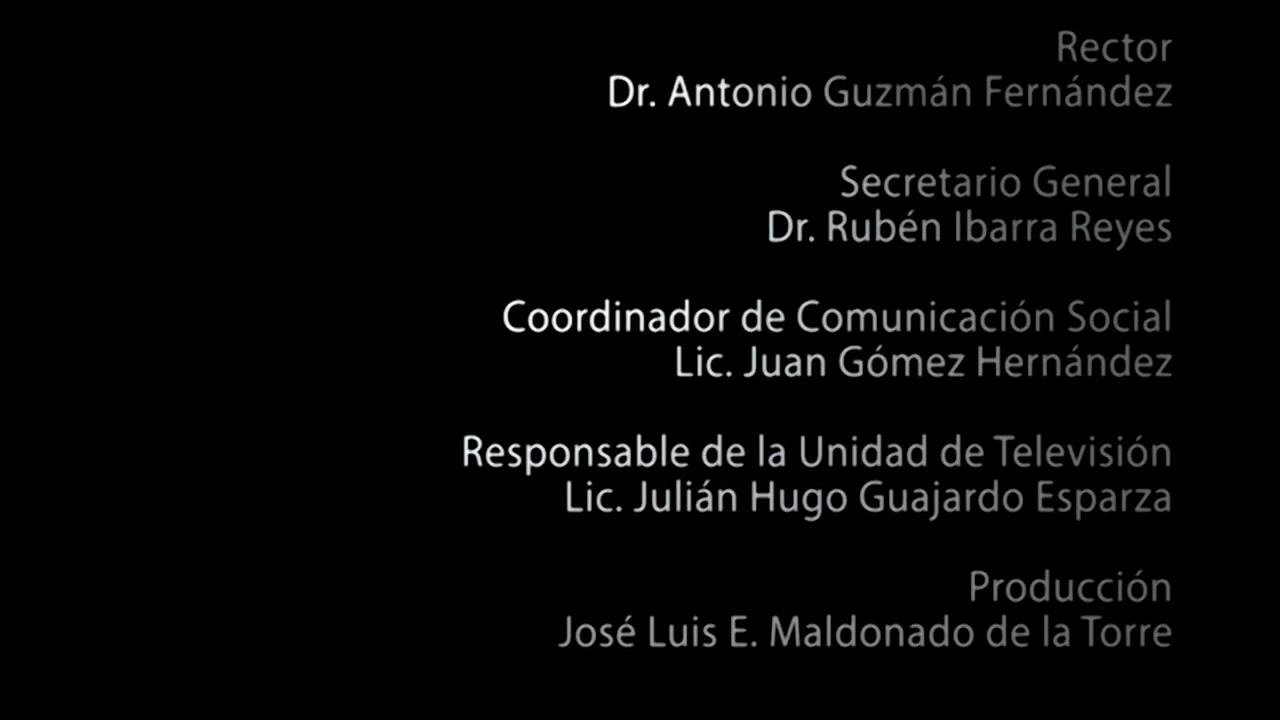 Rector
Dr. Antonio Guzmán Fernández
Secretario General
Dr. Rubén Ibarra Reyes
Coordinador de Comunicación Social
Lic. Juan Gómez Hernández
Responsable de la Unidad de Televisión
Lic. Julián Hugo Guajardo Esparza
Producción
José Luis E. Maldonado de la Torre